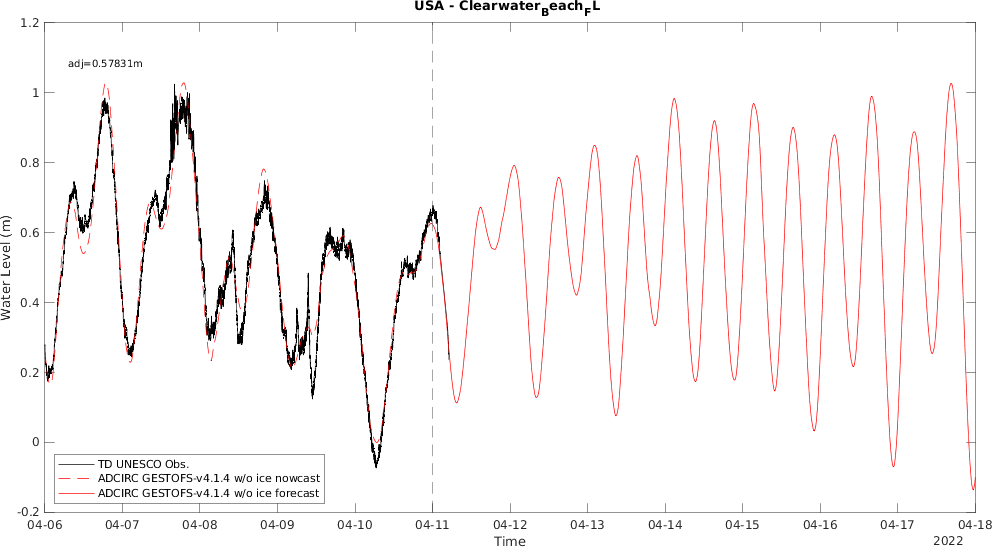 USA - Clearwater_Beach_FL
adj=0.57831m
1.2
1
0.8
0.6
0.4
0.2
0
-0.2
Water Level (m)
TD UNESCO Obs.
ADCIRC GESTOFS-v4.1.4 w/o ice nowcast
ADCIRC GESTOFS-v4.1.4 w/o ice forecast
04-06 04-07 04-08 04-09 04-10 04-11 04-12 04-13 04-14 04-15 04-16 04-17 04-18
Time
2022